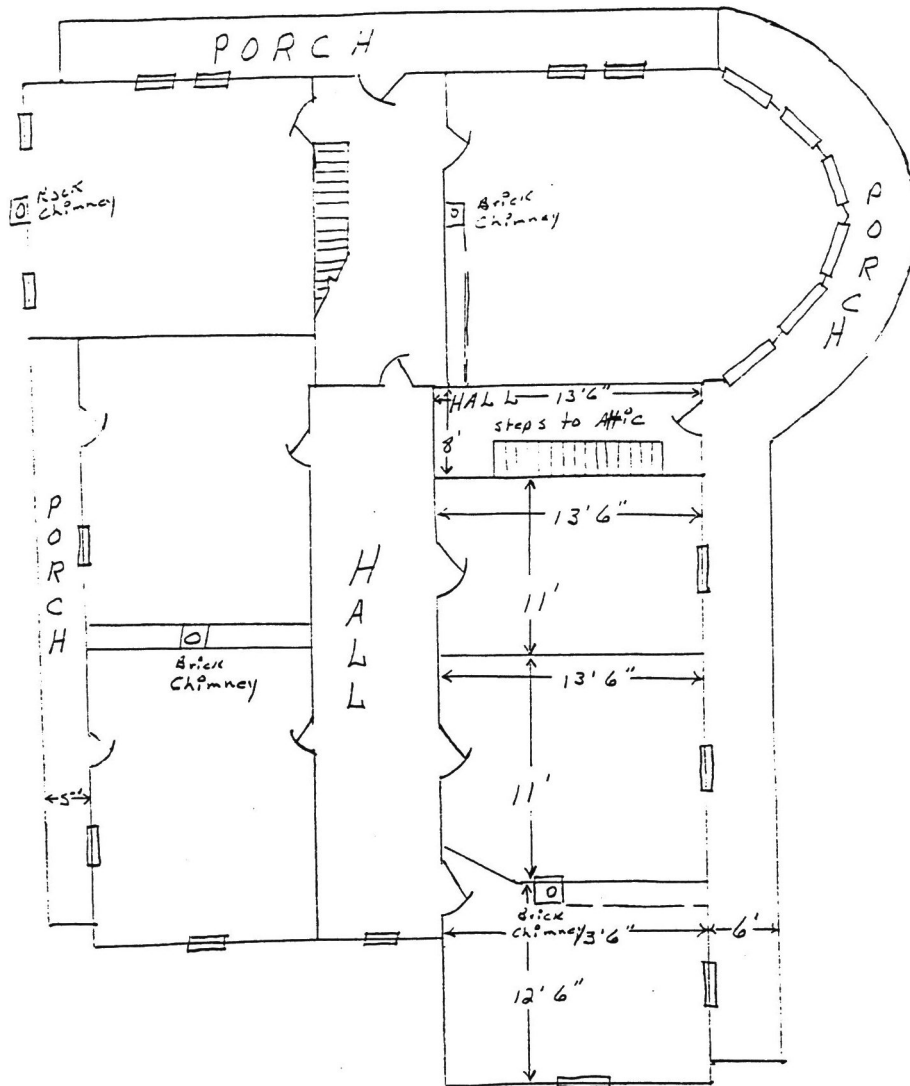 PORCH
Rock
Chimney
Brick
Chimney
PORCH
HALL 13'6"
steps to Attic
8'
13'6"
PORCH
HALL
11'
Brick
Chimney
13'6"
11'
5'
Brick
Chimney 13'6"
6'
12'6"